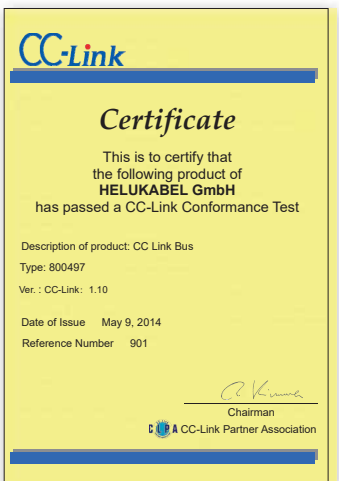 CC-Link
Certificate
This is to certify that
the following product of
HELUKABEL GmbH
has passed a CC-Link Conformance Test
Description of product: CC Link Bus
Type: 800497
Ver. : CC-Link: 1.10
Date of Issue May 9, 2014
Reference Number 901
Chairman
CLPA CC-Link Partner Association